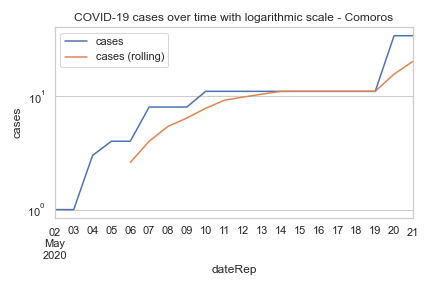 COVID-19 cases over time with logarithmic scale - Comoros
cases
cases (rolling)
cases
10¹
10⁰
02 03 04 05 06 07 08 09 10 11 12 13 14 15 16 17 18 19 20 21
May
2020
dateRep